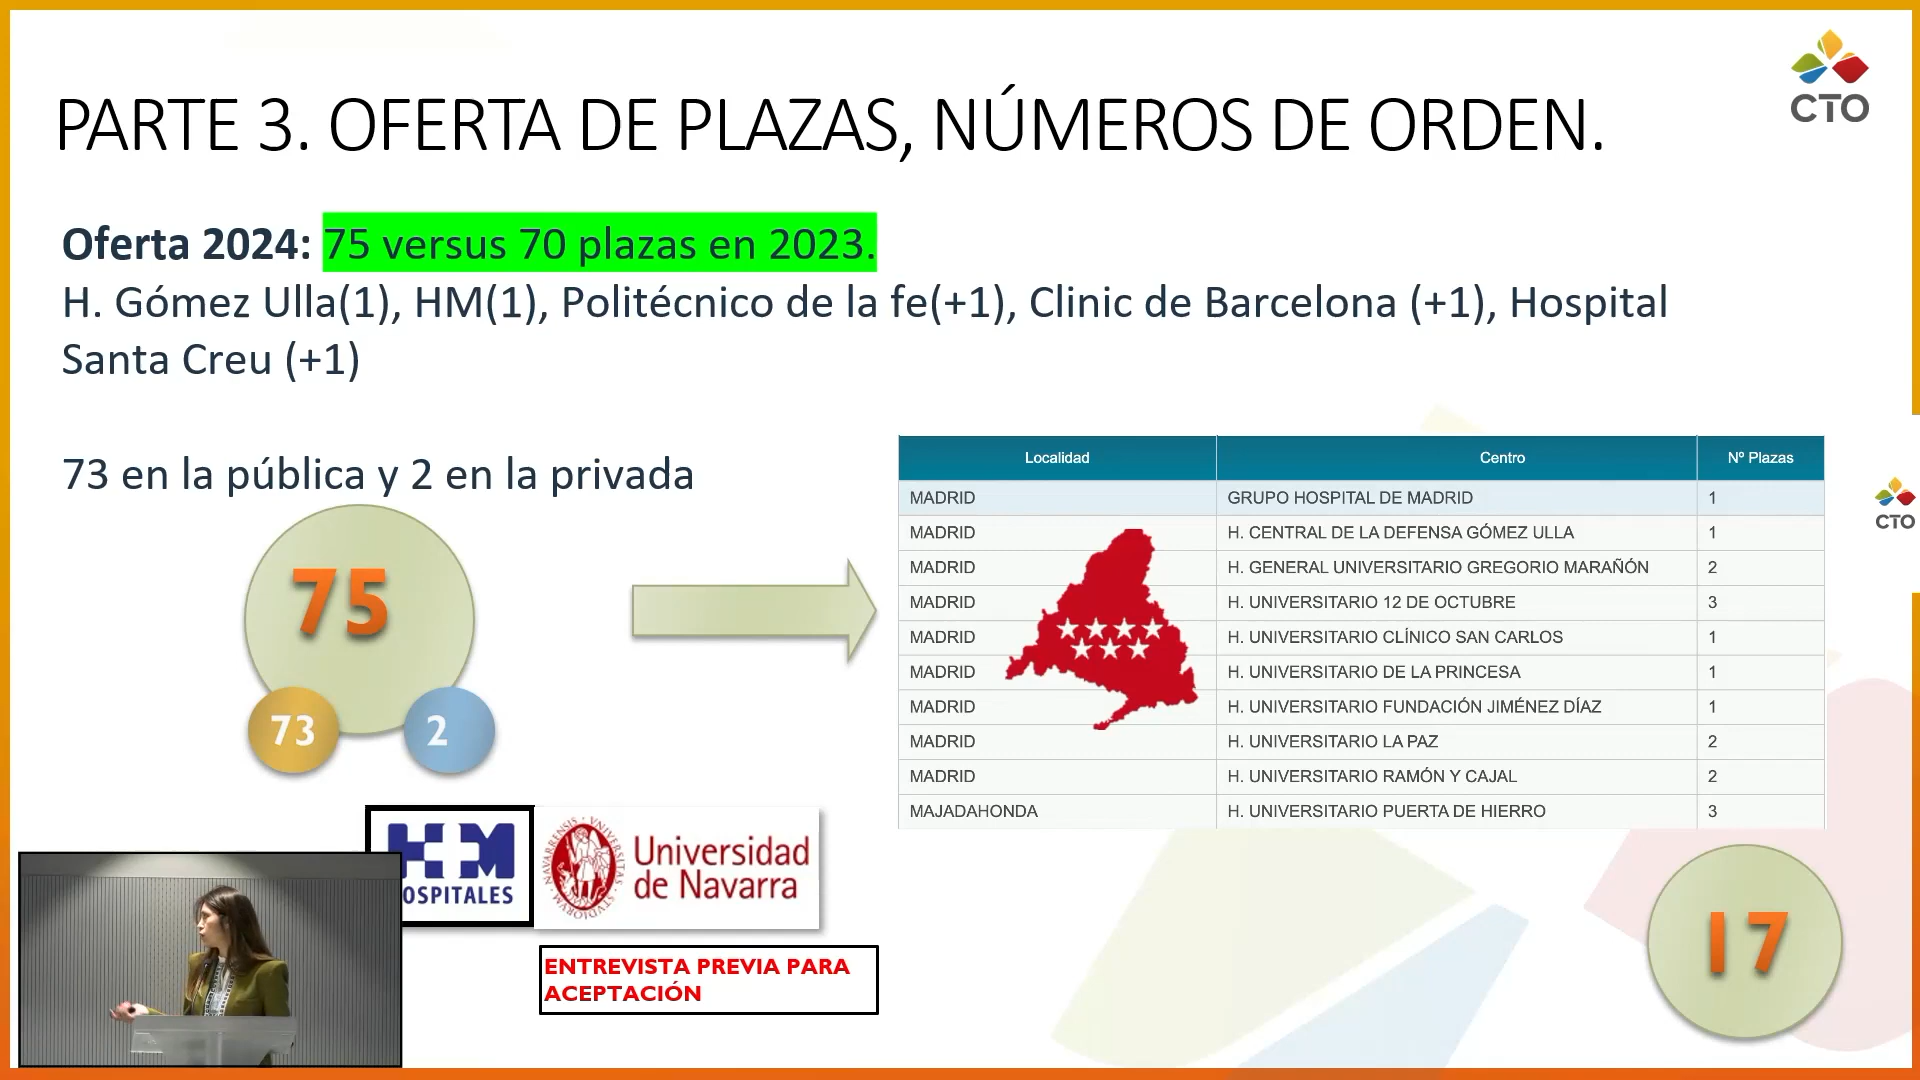 CTO
PARTE 3. OFERTA DE PLAZAS, NÚMEROS DE ORDEN.
Oferta 2024: 75 versus 70 plazas en 2023.
H. Gómez Ulla(1), HM(1), Politécnico de la fe(+1), Clinic de Barcelona (+1), Hospital
Santa Creu (+1)
73 en la pública y 2 en la privada
75
73
2
Localidad Centro Nº Plazas
MADRID GRUPO HOSPITAL DE MADRID 1
MADRID H. CENTRAL DE LA DEFENSA GÓMEZ ULLA 1
MADRID H. GENERAL UNIVERSITARIO GREGORIO MARAÑÓN 2
MADRID H. UNIVERSITARIO 12 DE OCTUBRE 3
MADRID H. UNIVERSITARIO CLÍNICO SAN CARLOS 1
MADRID H. UNIVERSITARIO DE LA PRINCESA 1
MADRID H. UNIVERSITARIO FUNDACIÓN JIMÉNEZ DÍAZ 1
MADRID H. UNIVERSITARIO LA PAZ 2
MADRID H. UNIVERSITARIO RAMÓN Y CAJAL 2
MAJADAHONDA H. UNIVERSITARIO PUERTA DE HIERRO 3
CTO
HM
OSPITALES
Universidad
de Navarra
ENTREVISTA PREVIA PARA
ACEPTACIÓN
17